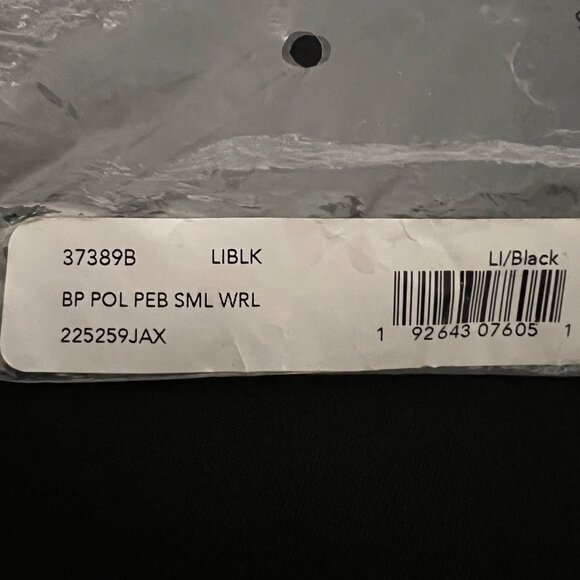 37389B LIBLK LI/Black
BP POL PEB SML WRL
225259JAX
1 92643 07605 1